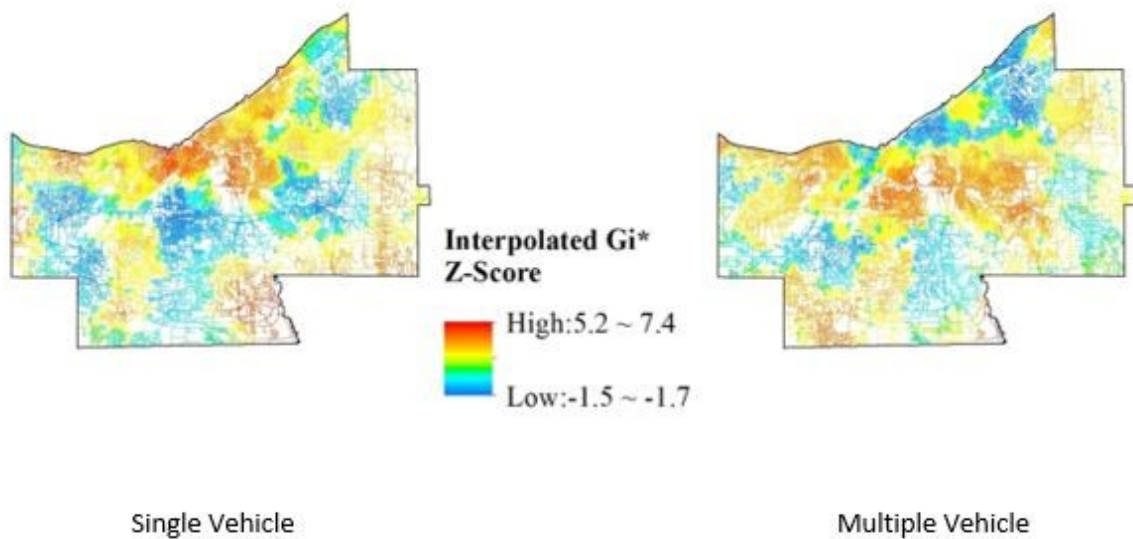 Interpolated Gi*
Z-Score
High:5.2 ~ 7.4
Low:-1.5 ~ -1.7
Single Vehicle
Multiple Vehicle